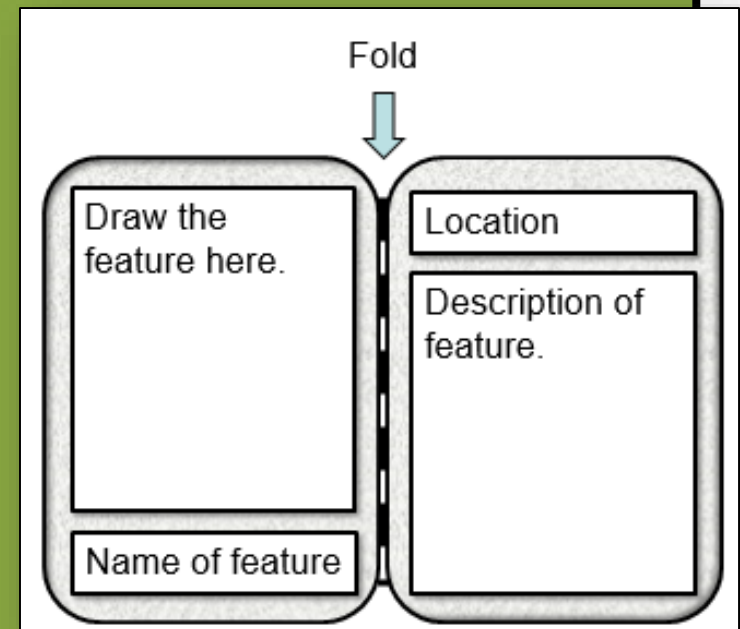 Fold
Draw the
feature here.
Name of feature
Location
Description of
feature.